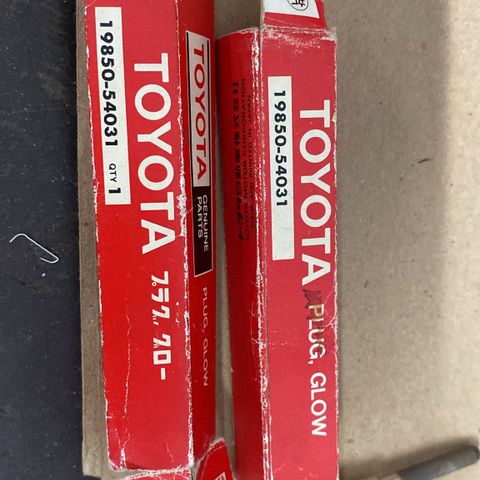 19850-54031 QTY 1
TOYOTA プラグ, グロー
TOYOTA GENUINE PARTS PLUG, GLOW
19850-54031
TOYOTA PLUG, GLOW